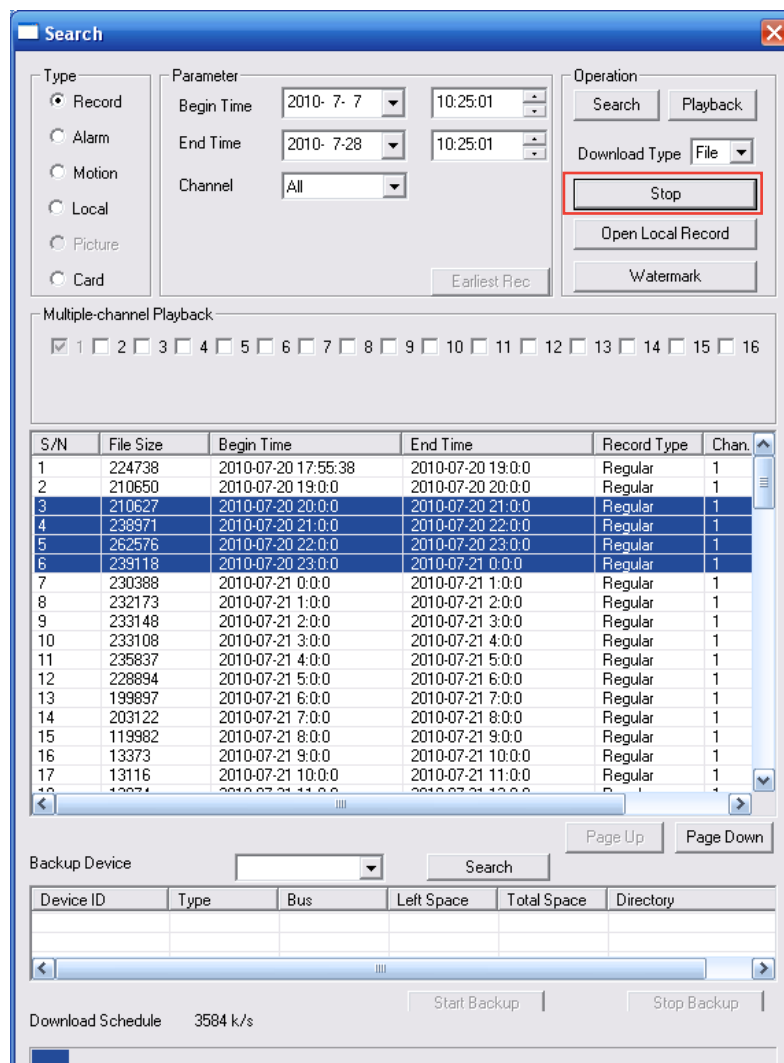 Search
Type
Parameter
Operation
Record
Begin Time 2010- 7- 7 10:25:01
Search Playback
Alarm
End Time 2010- 7-28 10:25:01
Download Type File
Motion
Channel All
Stop
Local
Open Local Record
Picture
Card
Earliest Rec
Watermark
Multiple-channel Playback
1 2 3 4 5 6 7 8 9 10 11 12 13 14 15 16
S/N File Size Begin Time End Time Record Type Chan.
1 224738 2010-07-20 17:55:38 2010-07-20 19:0:0 Regular 1
2 210650 2010-07-20 19:0:0 2010-07-20 20:0:0 Regular 1
3 210627 2010-07-20 20:0:0 2010-07-20 21:0:0 Regular 1
4 238971 2010-07-20 21:0:0 2010-07-20 22:0:0 Regular 1
5 262576 2010-07-20 22:0:0 2010-07-20 23:0:0 Regular 1
6 239118 2010-07-20 23:0:0 2010-07-21 0:0:0 Regular 1
7 230388 2010-07-21 0:0:0 2010-07-21 1:0:0 Regular 1
8 232173 2010-07-21 1:0:0 2010-07-21 2:0:0 Regular 1
9 233148 2010-07-21 2:0:0 2010-07-21 3:0:0 Regular 1
10 233108 2010-07-21 3:0:0 2010-07-21 4:0:0 Regular 1
11 235837 2010-07-21 4:0:0 2010-07-21 5:0:0 Regular 1
12 228894 2010-07-21 5:0:0 2010-07-21 6:0:0 Regular 1
13 199897 2010-07-21 6:0:0 2010-07-21 7:0:0 Regular 1
14 203122 2010-07-21 7:0:0 2010-07-21 8:0:0 Regular 1
15 119982 2010-07-21 8:0:0 2010-07-21 9:0:0 Regular 1
16 13373 2010-07-21 9:0:0 2010-07-21 10:0:0 Regular 1
17 13116 2010-07-21 10:0:0 2010-07-21 11:0:0 Regular 1
Page Up Page Down
Backup Device Search
Device ID Type Bus Left Space Total Space Directory
Start Backup Stop Backup
Download Schedule 3584 k/s